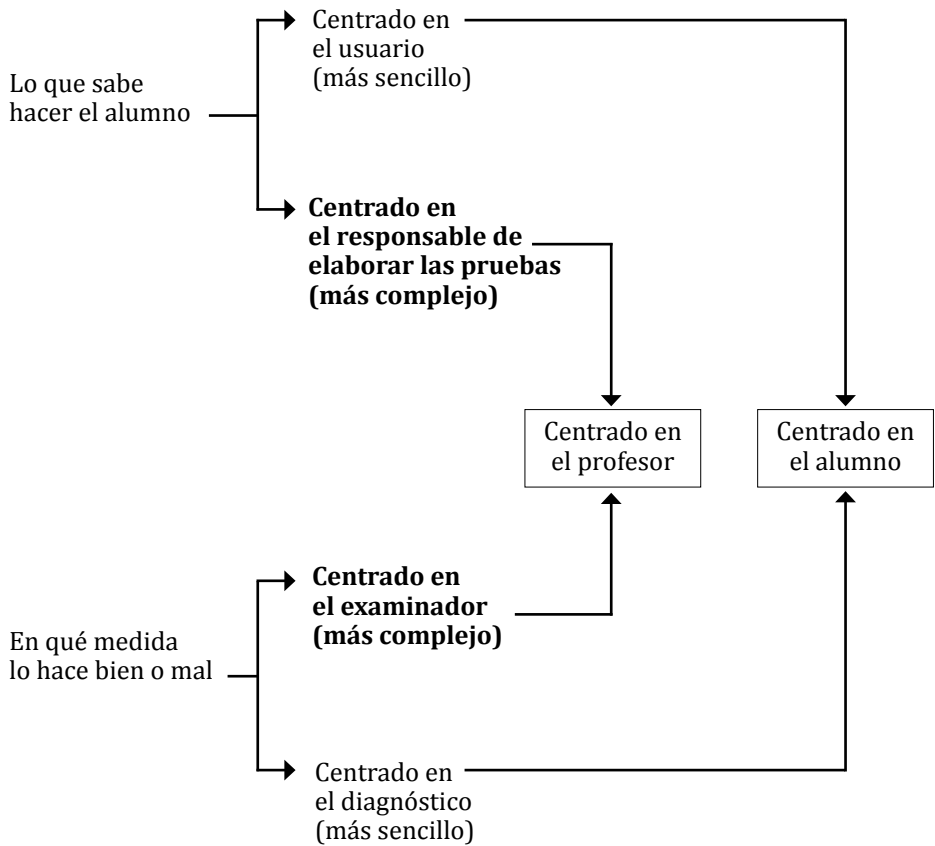 Centrado en
el usuario
(más sencillo)
Lo que sabe
hacer el alumno
Centrado en
el responsable de
elaborar las pruebas
(más complejo)
Centrado en
el profesor
Centrado en
el alumno
Centrado en
el examinador
(más complejo)
En qué medida
lo hace bien o mal
Centrado en
el diagnóstico
(más sencillo)